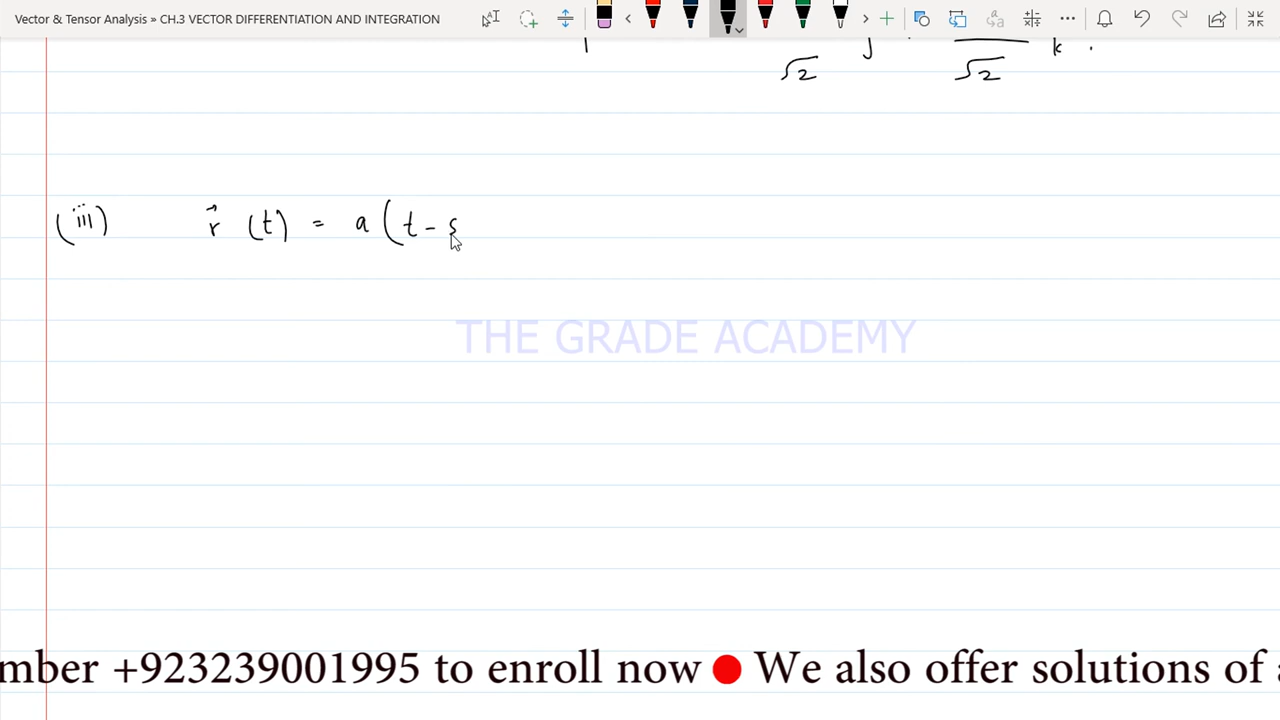 Vector & Tensor Analysis » CH.3 VECTOR DIFFERENTIATION AND INTEGRATION
√2 j √2 k .
(iii) r⃗ (t) = a (t - s
THE GRADE ACADEMY
mber +923239001995 to enroll now ● We also offer solutions of a